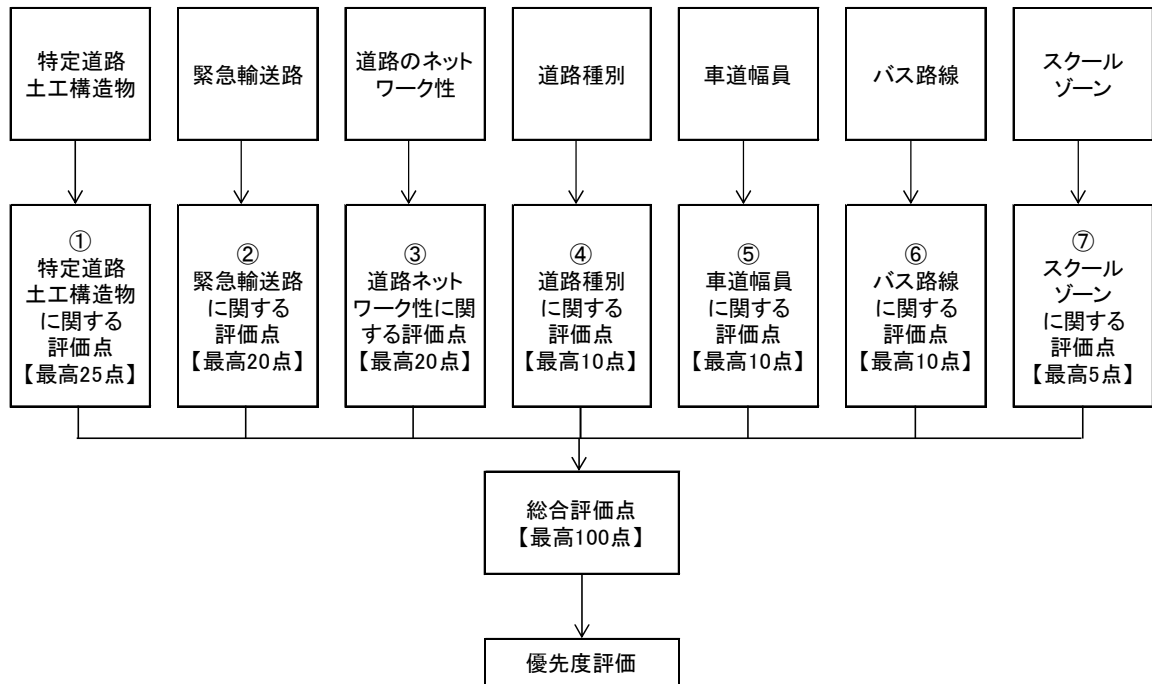 特定道路
土工構造物
緊急輸送路
道路のネット
ワーク性
道路種別
車道幅員
バス路線
スクール
ゾーン
①
特定道路
土工構造物
に関する
評価点
【最高25点】
②
緊急輸送路
に関する
評価点
【最高20点】
③
道路ネット
ワーク性に関
する評価点
【最高20点】
④
道路種別
に関する
評価点
【最高10点】
⑤
車道幅員
に関する
評価点
【最高10点】
⑥
バス路線
に関する
評価点
【最高10点】
⑦
スクール
ゾーン
に関する
評価点
【最高5点】
総合評価点
【最高100点】
優先度評価